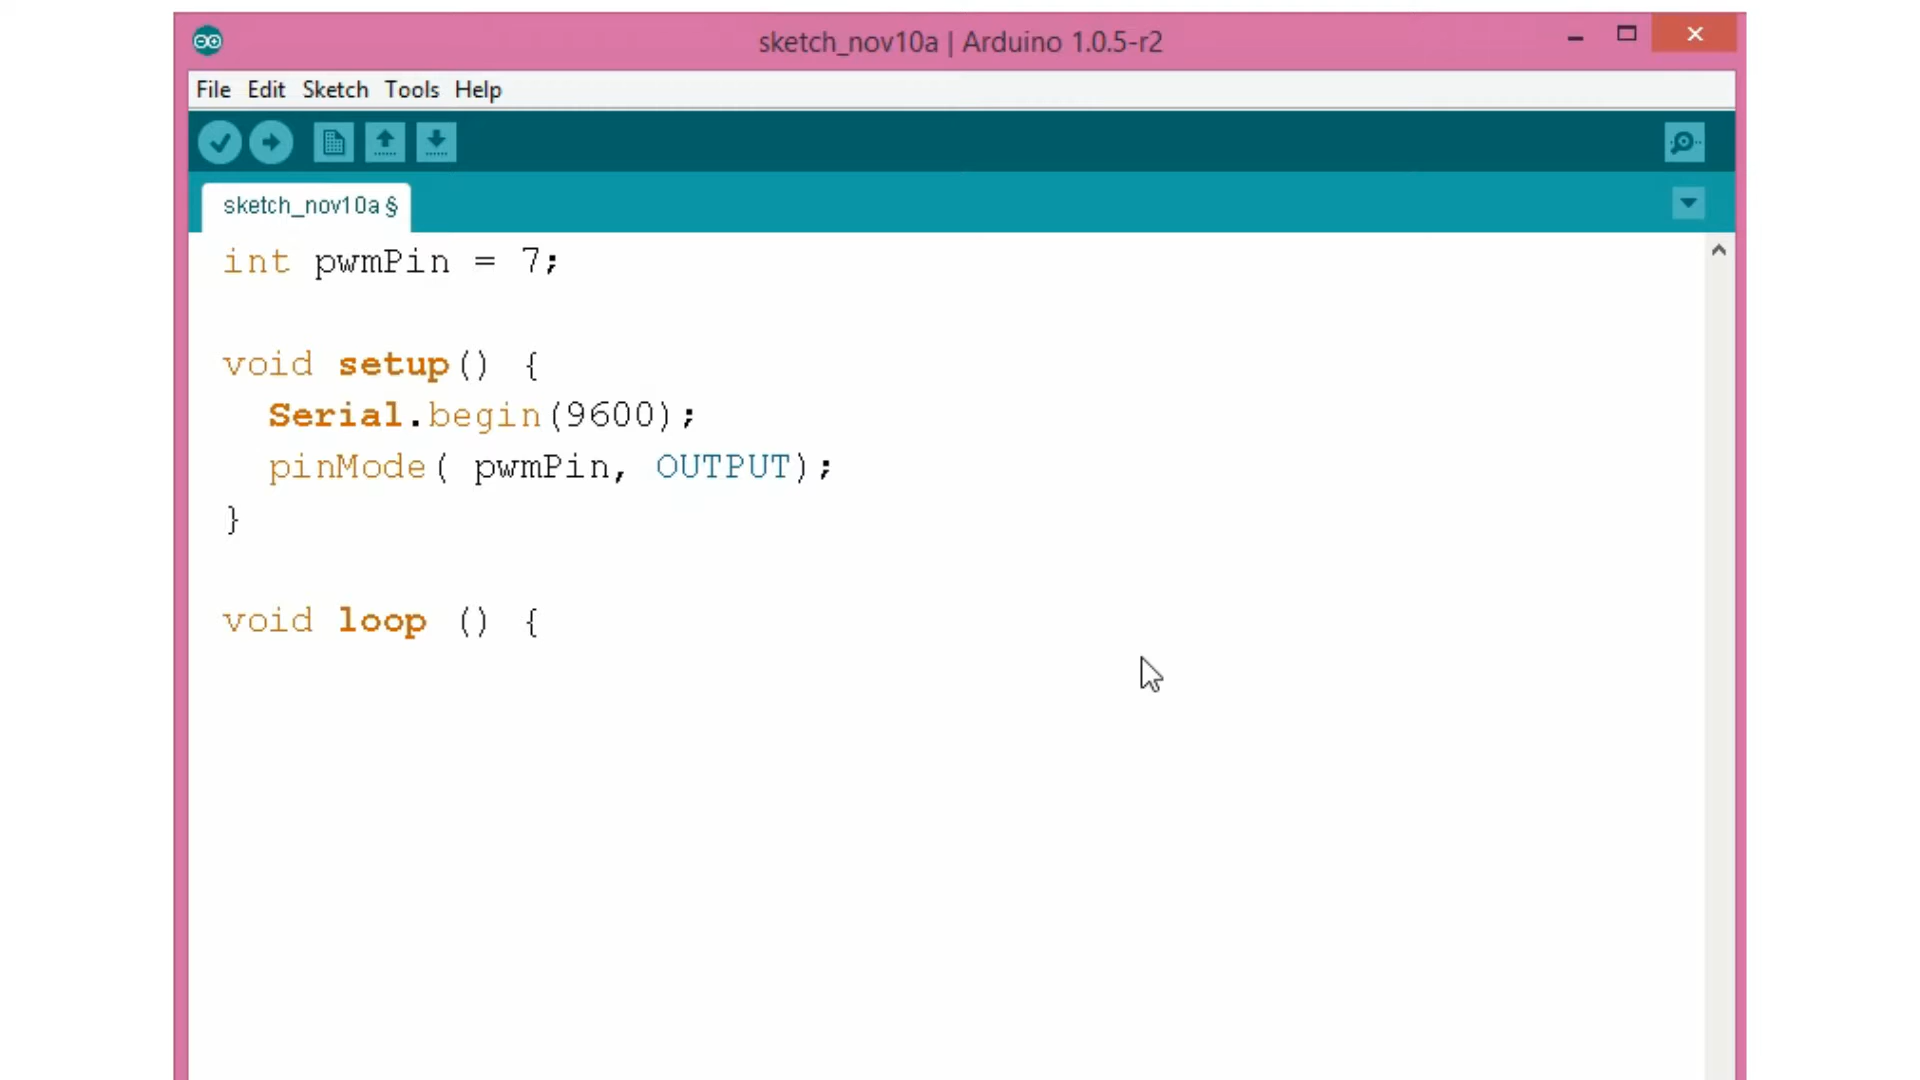 sketch_nov10a | Arduino 1.0.5-r2
File Edit Sketch Tools Help
sketch_nov10a §
int pwmPin = 7;
void setup() {
  Serial.begin(9600);
  pinMode( pwmPin, OUTPUT);
}
void loop () {